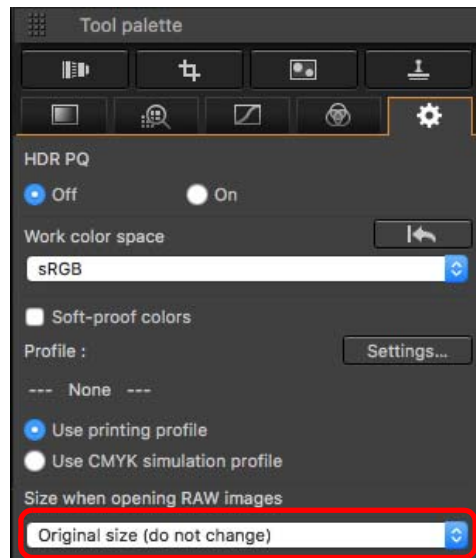 Tool palette
HDR PQ
Off On
Work color space
sRGB
Soft-proof colors
Profile : Settings...
--- None ---
Use printing profile
Use CMYK simulation profile
Size when opening RAW images
Original size (do not change)